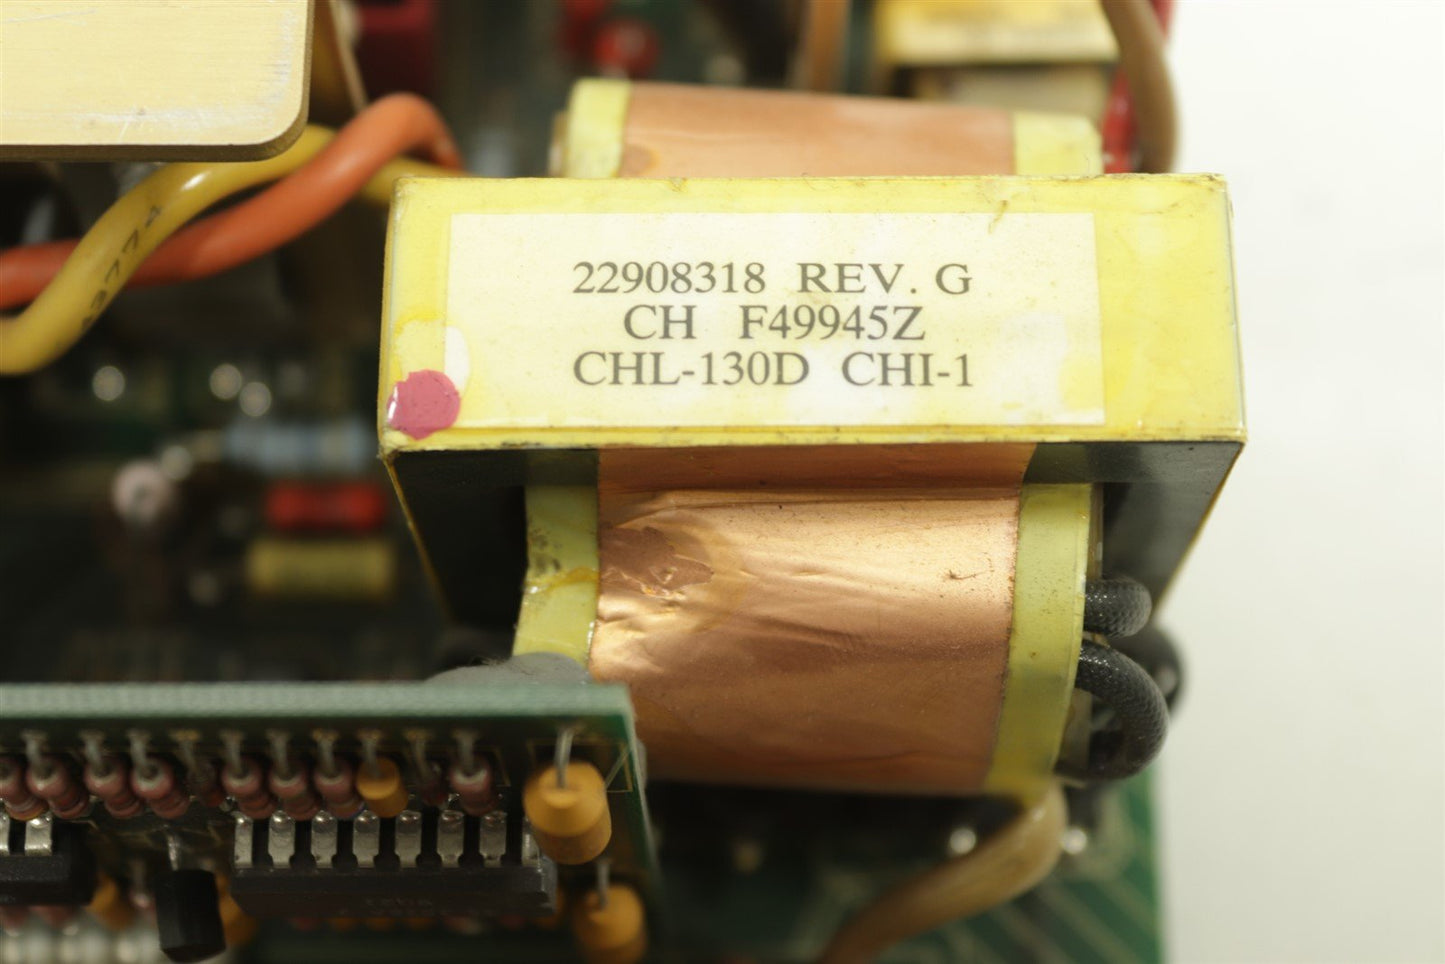 22908318 REV. G
CH F49945Z
CHL-130D CHI-1